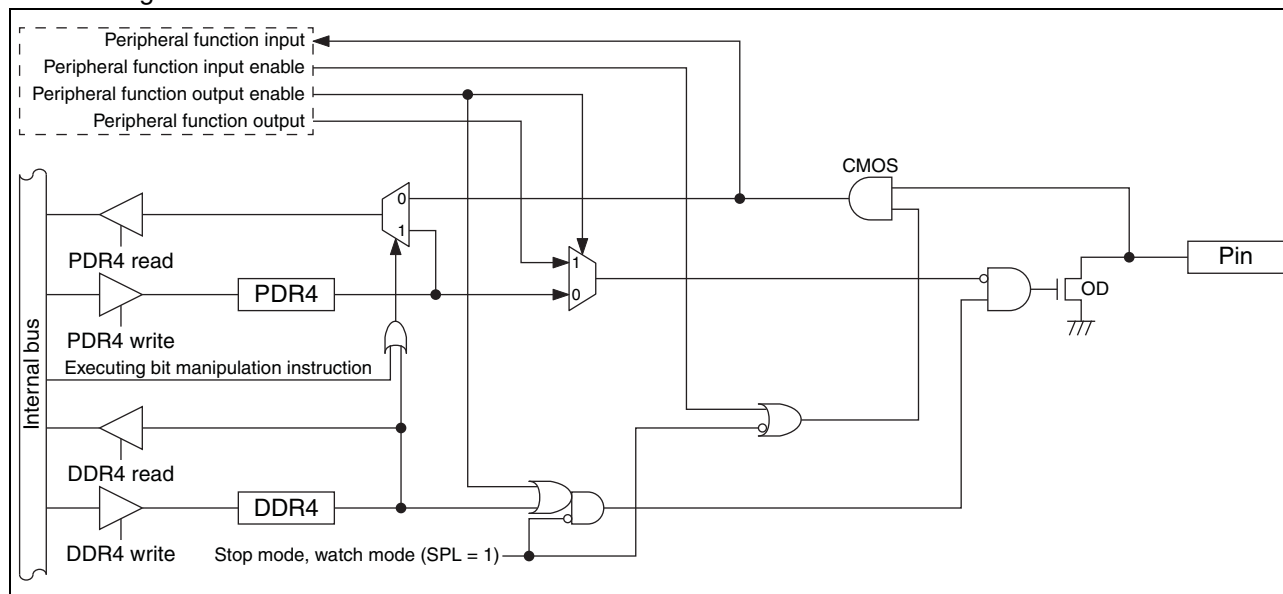 Peripheral function input
Peripheral function input enable
Peripheral function output enable
Peripheral function output
CMOS
0
1
PDR4 read
1
Pin
PDR4
0
OD
PDR4 write
Executing bit manipulation instruction
Internal bus
DDR4 read
DDR4
DDR4 write
Stop mode, watch mode (SPL = 1)